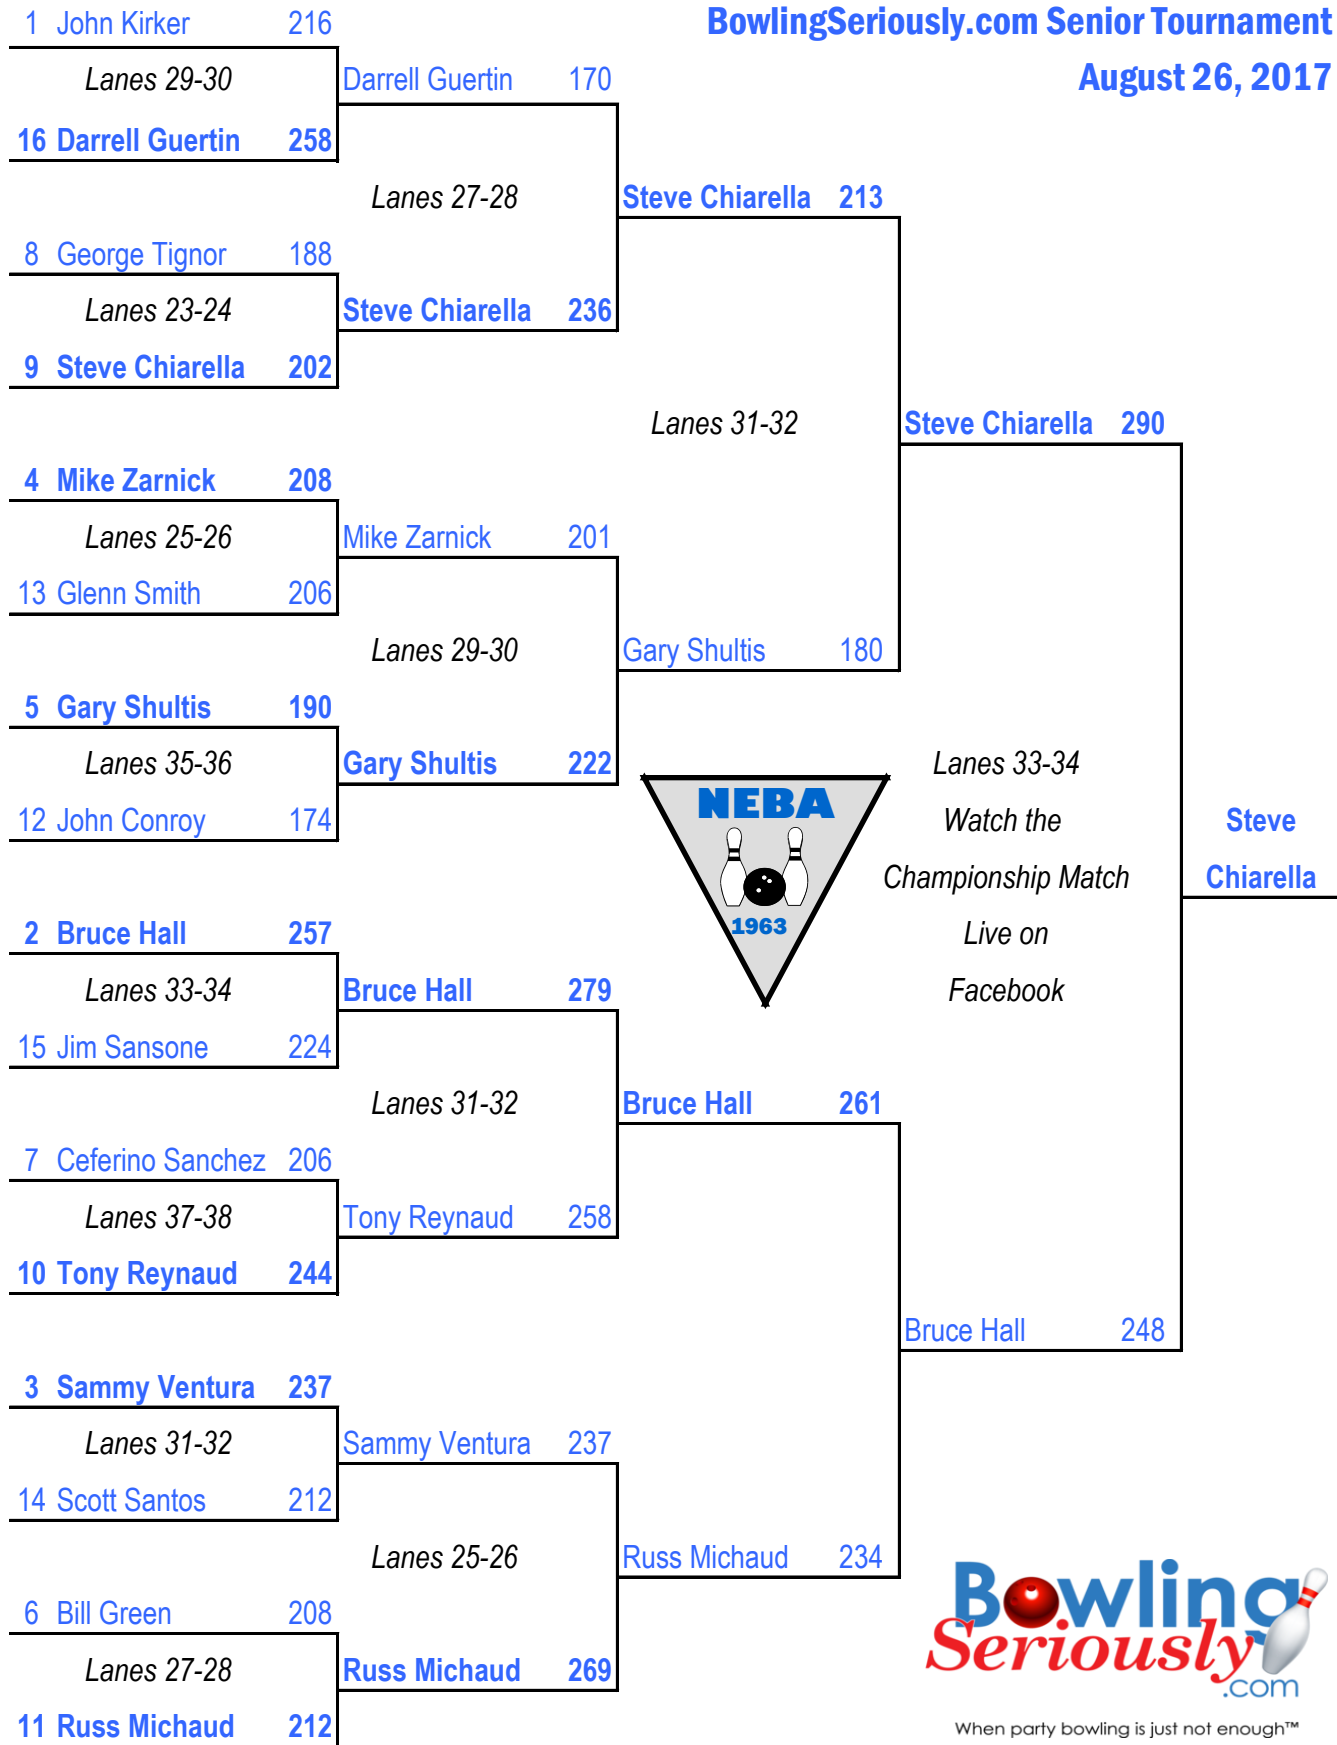 BowlingSeriously.com Senior Tournament
August 26, 2017
1 John Kirker 216
Lanes 29-30
16 Darrell Guertin 258
8 George Tignor 188
Lanes 23-24
9 Steve Chiarella 202
4 Mike Zarnick 208
Lanes 25-26
13 Glenn Smith 206
5 Gary Shultis 190
Lanes 35-36
12 John Conroy 174
2 Bruce Hall 257
Lanes 33-34
15 Jim Sansone 224
7 Ceferino Sanchez 206
Lanes 37-38
10 Tony Reynaud 244
3 Sammy Ventura 237
Lanes 31-32
14 Scott Santos 212
6 Bill Green 208
Lanes 27-28
11 Russ Michaud 212
Darrell Guertin 170
Lanes 27-28
Steve Chiarella 236
Mike Zarnick 201
Lanes 29-30
Gary Shultis 222
Bruce Hall 279
Lanes 31-32
Tony Reynaud 258
Sammy Ventura 237
Lanes 25-26
Russ Michaud 269
Steve Chiarella 213
Lanes 31-32
Gary Shultis 180
NEBA
1963
Bruce Hall 261
Russ Michaud 234
Steve Chiarella 290
Lanes 33-34
Watch the
Championship Match
Live on
Facebook
Bruce Hall 248
Steve
Chiarella
Bowling
Seriously
.com
When party bowling is just not enough™